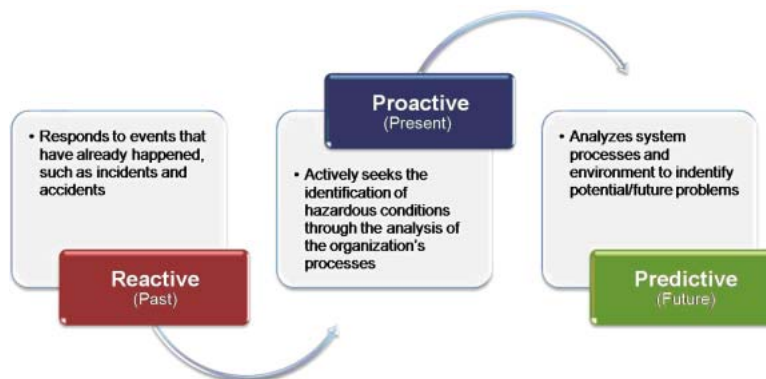 • Responds to events that
have already happened,
such as incidents and
accidents
Reactive
(Past)
Proactive
(Present)
• Actively seeks the
identification of
hazardous conditions
through the analysis of
the organization's
processes
• Analyzes system
processes and
environment to indentify
potential/future problems
Predictive
(Future)